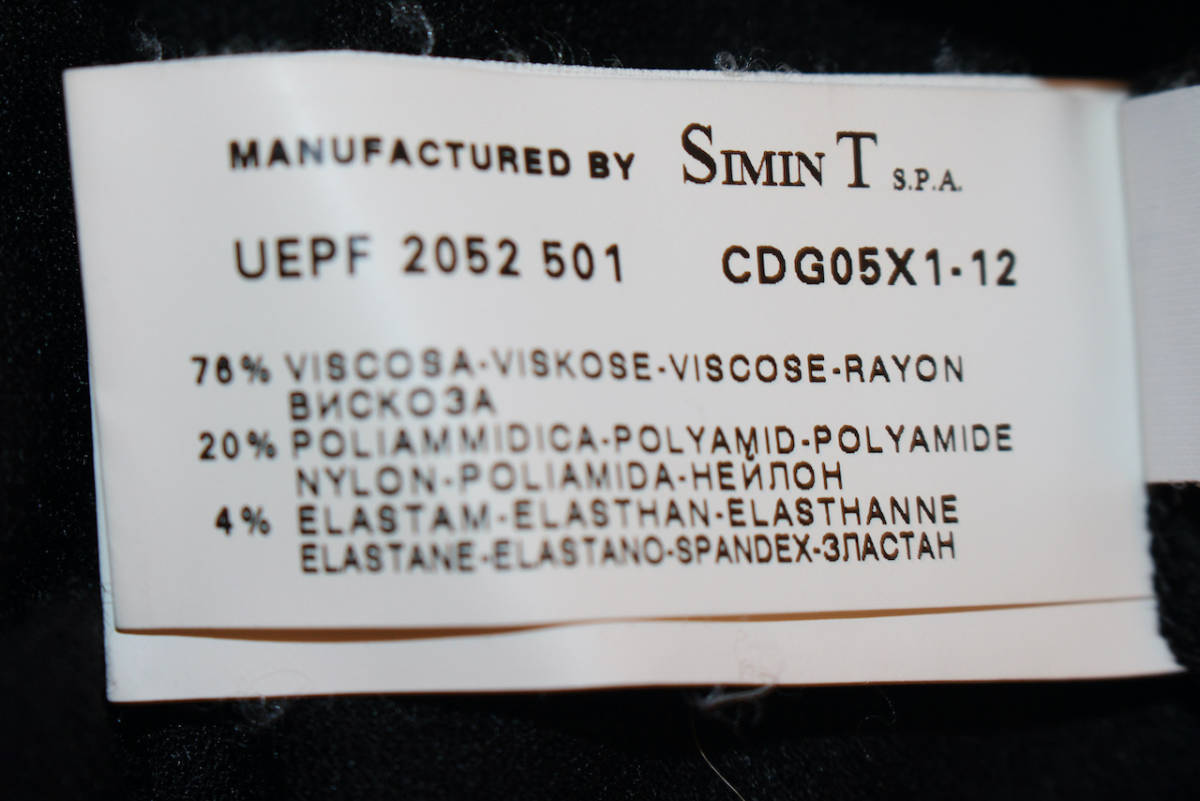 MANUFACTURED BY SIMIN T S.P.A.
UEPF 2052 501 CDG05X1-12
76% VISCOSA-VISKOSE-VISCOSE-RAYON
ВИСКОЗА
20% POLIAMMIDICA-POLYAMID-POLYAMIDE
NYLON-POLIAMIDA-НЕЙЛОН
4% ELASTAM-ELASTHAN-ELASTHANNE
ELASTANE-ELASTANO-SPANDEX-ЗЛАСТАН